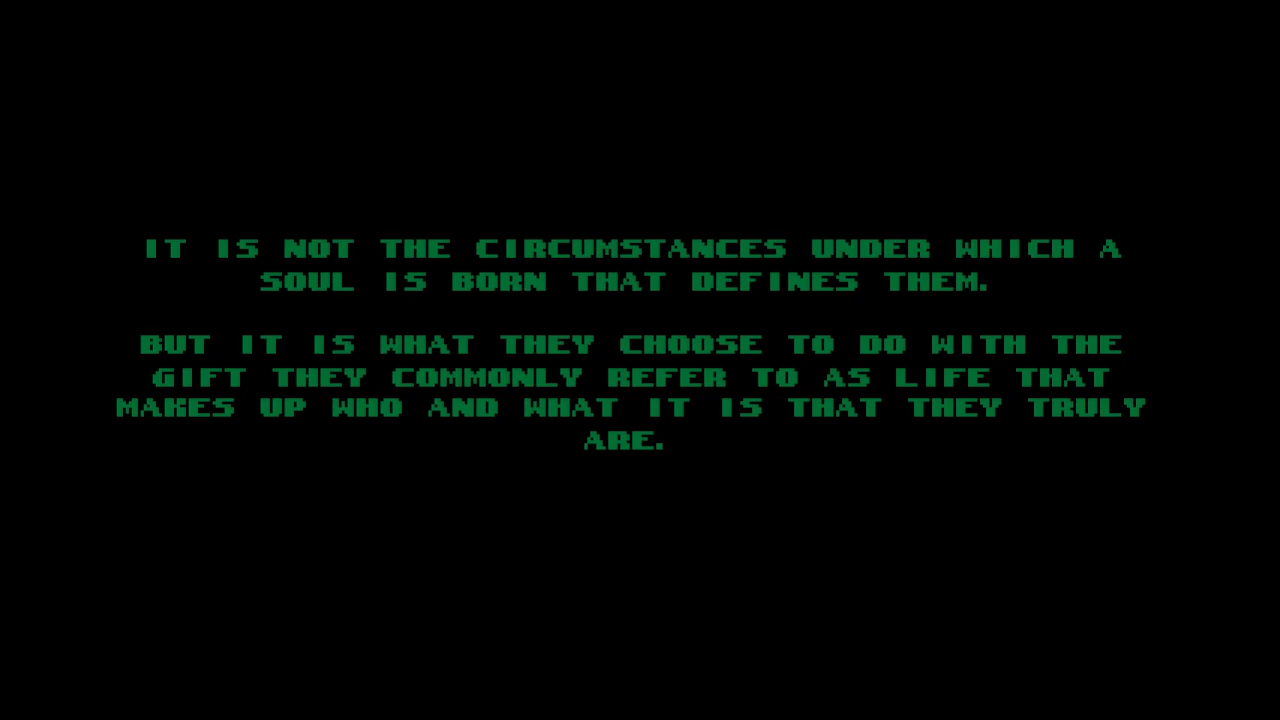 IT IS NOT THE CIRCUMSTANCES UNDER WHICH A
SOUL IS BORN THAT DEFINES THEM.
BUT IT IS WHAT THEY CHOOSE TO DO WITH THE
GIFT THEY COMMONLY REFER TO AS LIFE THAT
MAKES UP WHO AND WHAT IT IS THAT THEY TRULY
ARE.